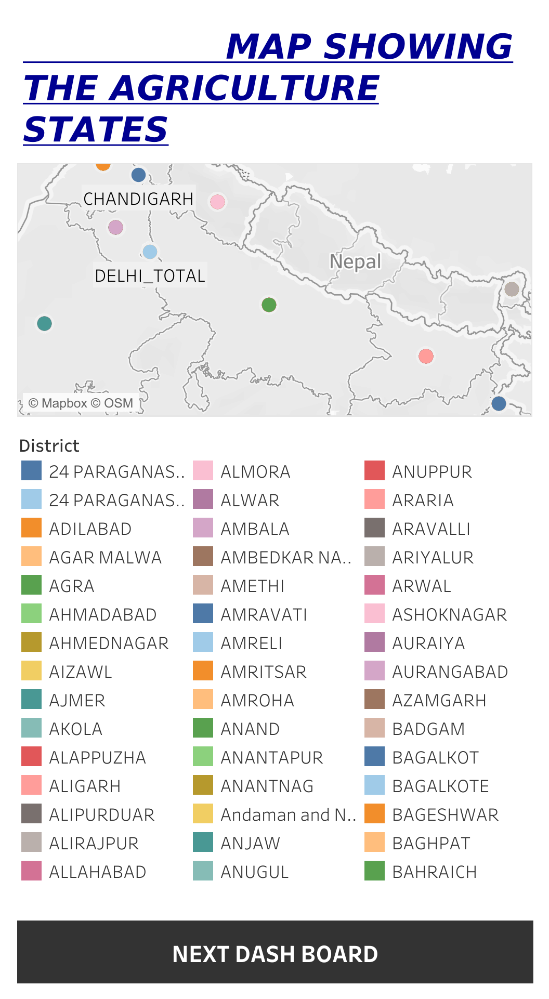 MAP SHOWING
THE AGRICULTURE
STATES
CHANDIGARH
DELHI_TOTAL
Nepal
© Mapbox © OSM
District
24 PARAGANAS..
24 PARAGANAS..
ADILABAD
AGAR MALWA
AGRA
AHMADABAD
AHMEDNAGAR
AIZAWL
AJMER
AKOLA
ALAPPUZHA
ALIGARH
ALIPURDUAR
ALIRAJPUR
ALLAHABAD
ALMORA
ALWAR
AMBALA
AMBEDKAR NA..
AMETHI
AMRAVATI
AMRELI
AMRITSAR
AMROHA
ANAND
ANANTAPUR
ANANTNAG
Andaman and N..
ANJAW
ANUGUL
ANUPPUR
ARARIA
ARAVALLI
ARIYALUR
ARWAL
ASHOKNAGAR
AURAIYA
AURANGABAD
AZAMGARH
BADGAM
BAGALKOT
BAGALKOTE
BAGESHWAR
BAGHPAT
BAHRAICH
NEXT DASH BOARD